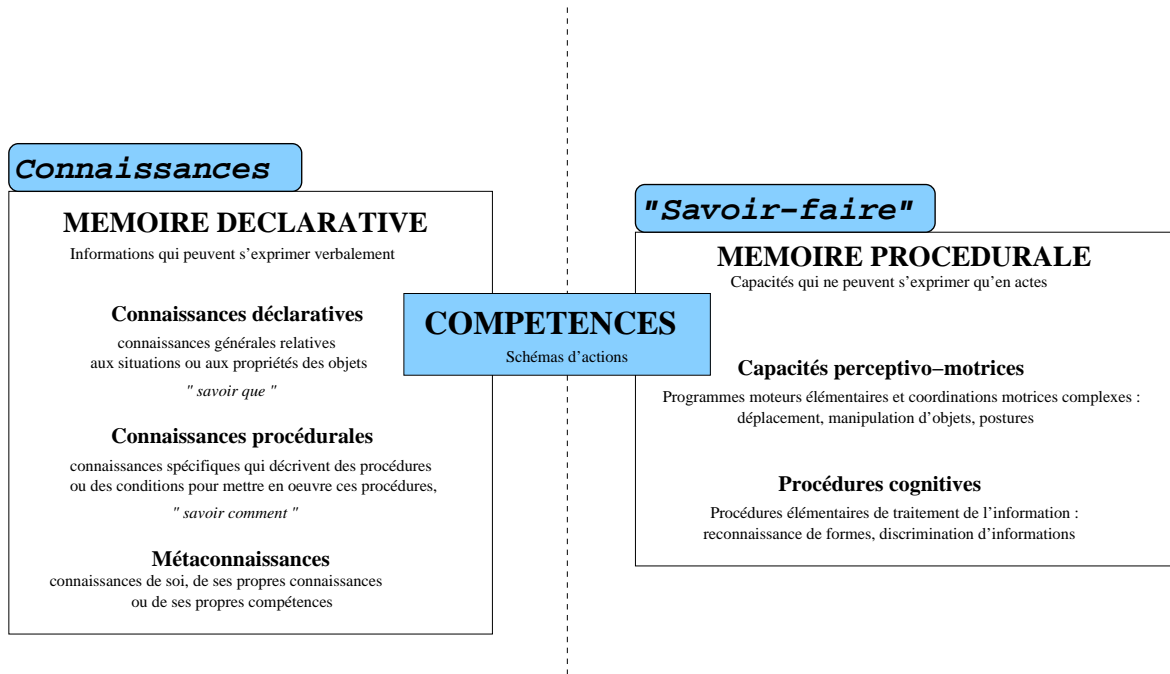 Connaissances
MEMOIRE DECLARATIVE
Informations qui peuvent s'exprimer verbalement
Connaissances déclaratives
connaissances générales relatives
aux situations ou aux propriétés des objets
" savoir que "
Connaissances procédurales
connaissances spécifiques qui décrivent des procédures
ou des conditions pour mettre en oeuvre ces procédures,
" savoir comment "
Métaconnaissances
connaissances de soi, de ses propres connaissances
ou de ses propres compétences
COMPETENCES
Schémas d'actions
"Savoir-faire"
MEMOIRE PROCEDURALE
Capacités qui ne peuvent s'exprimer qu'en actes
Capacités perceptivo−motrices
Programmes moteurs élémentaires et coordinations motrices complexes :
déplacement, manipulation d'objets, postures
Procédures cognitives
Procédures élémentaires de traitement de l'information :
reconnaissance de formes, discrimination d'informations